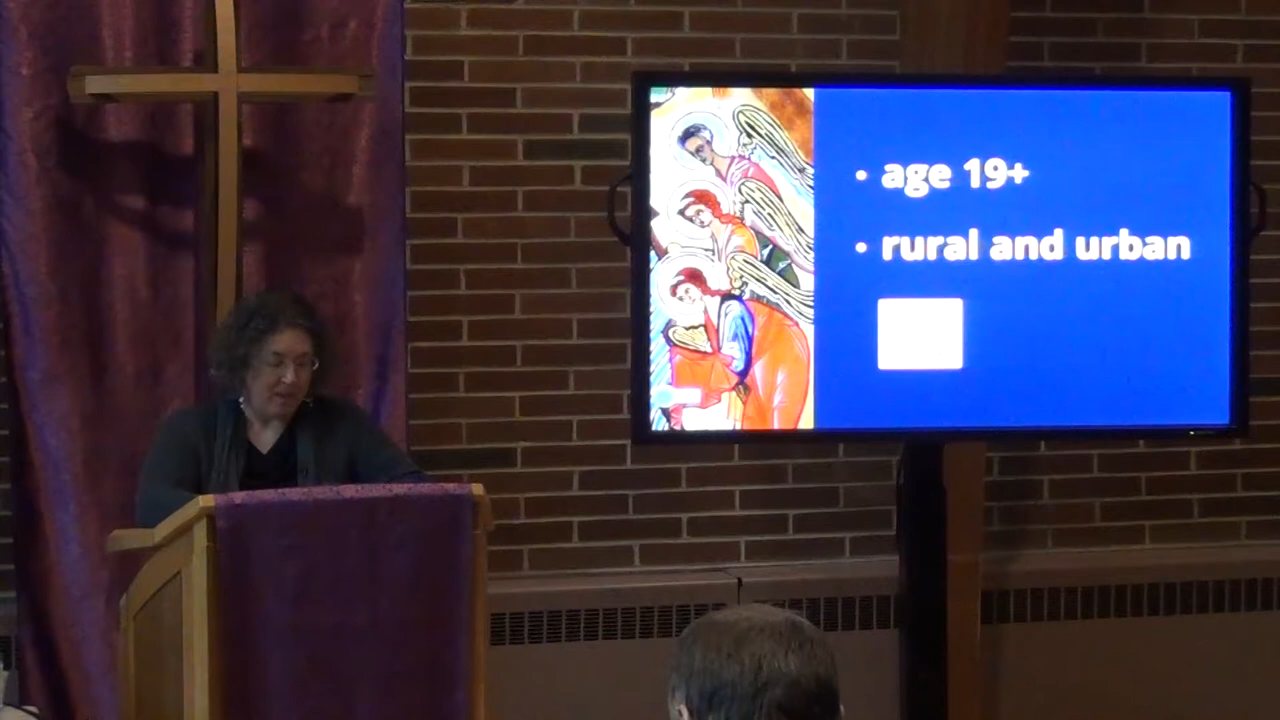 • age 19+
• rural and urban